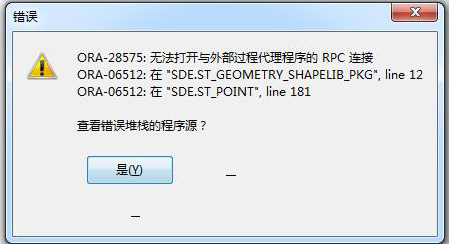 错误
ORA-28575: 无法打开与外部过程代理程序的 RPC 连接
ORA-06512: 在 "SDE.ST_GEOMETRY_SHAPELIB_PKG", line 12
ORA-06512: 在 "SDE.ST_POINT", line 181
查看错误堆栈的程序源？
是(Y)